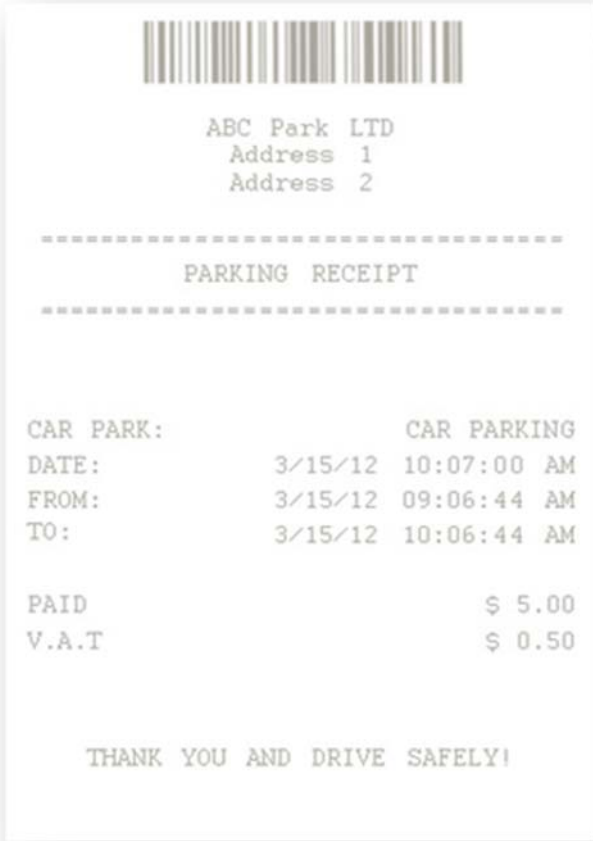 ABC Park LTD
Address 1
Address 2
==================================
PARKING RECEIPT
==================================
CAR PARK: CAR PARKING
DATE: 3/15/12 10:07:00 AM
FROM: 3/15/12 09:06:44 AM
TO: 3/15/12 10:06:44 AM
PAID $ 5.00
V.A.T $ 0.50
THANK YOU AND DRIVE SAFELY!